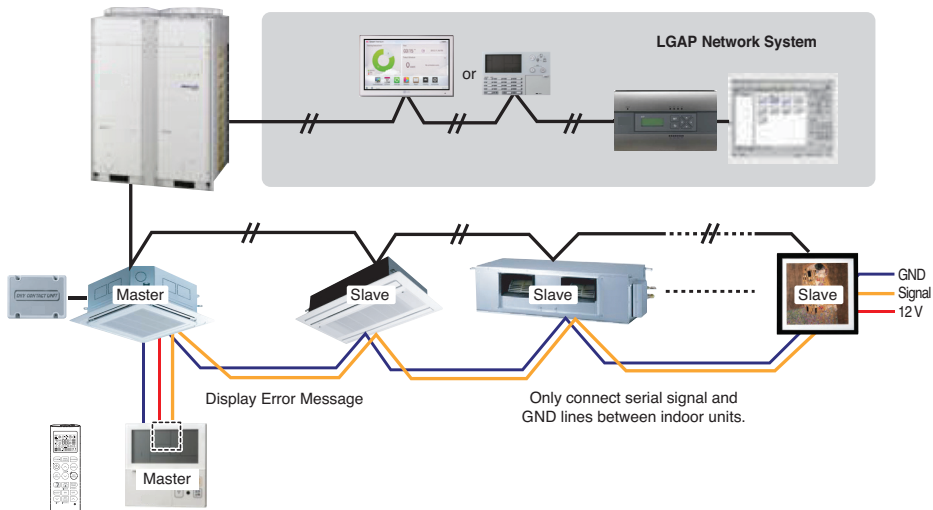 LGAP Network System
or
Master
Slave
Slave
Slave
GND
Signal
12 V
DRY CONTACT UNIT
Display Error Message
Only connect serial signal and
GND lines between indoor units.
Master